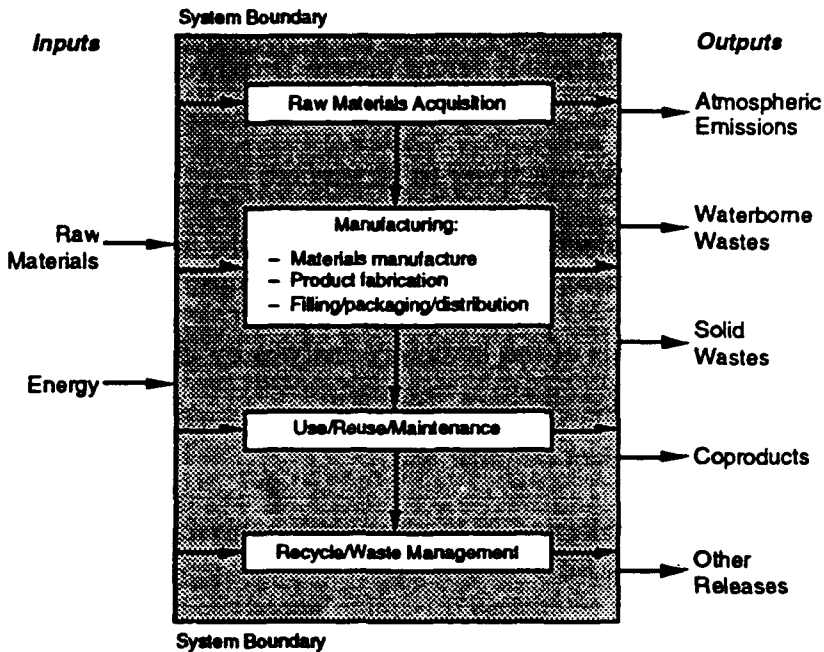 System Boundary
Inputs
Outputs
Raw Materials Acquisition
Atmospheric
Emissions
Manufacturing:
– Materials manufacture
– Product fabrication
– Filling/packaging/distribution
Raw
Materials
Waterborne
Wastes
Solid
Wastes
Energy
Use/Reuse/Maintenance
Coproducts
Recycle/Waste Management
Other
Releases
System Boundary